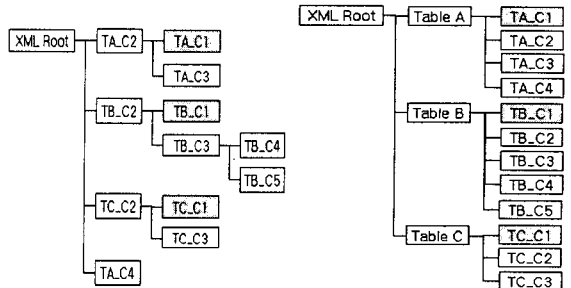 XML Root
TA_C2
TA_C1
TA_C3
TB_C2
TB_C1
TB_C3
TB_C4
TB_C5
TC_C2
TC_C1
TC_C3
TA_C4
XML Root
Table A
TA_C1
TA_C2
TA_C3
TA_C4
Table B
TB_C1
TB_C2
TB_C3
TB_C4
TB_C5
Table C
TC_C1
TC_C2
TC_C3